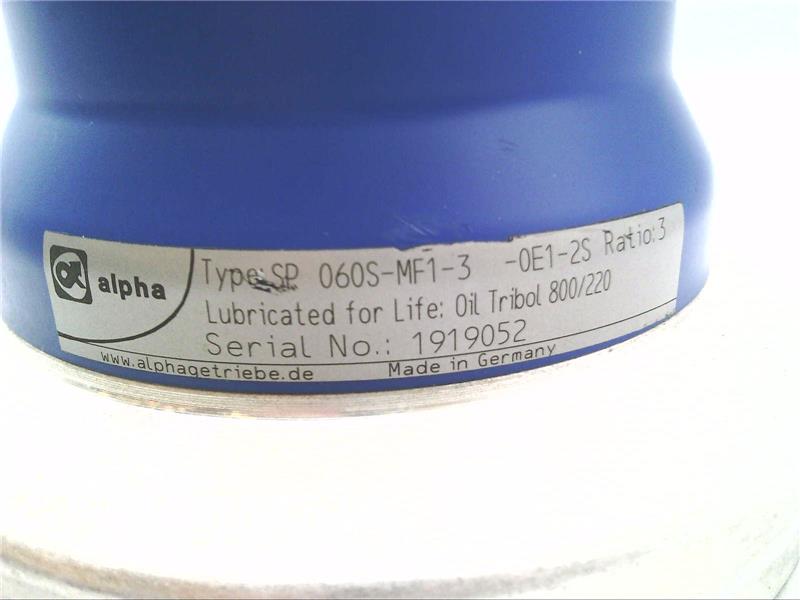 alpha
Type:SP 060S-MF1-3 -0E1-2S Ratio:3
Lubricated for Life: Oil Tribol 800/220
Serial No.: 1919052
www.alphagetriebe.de Made in Germany